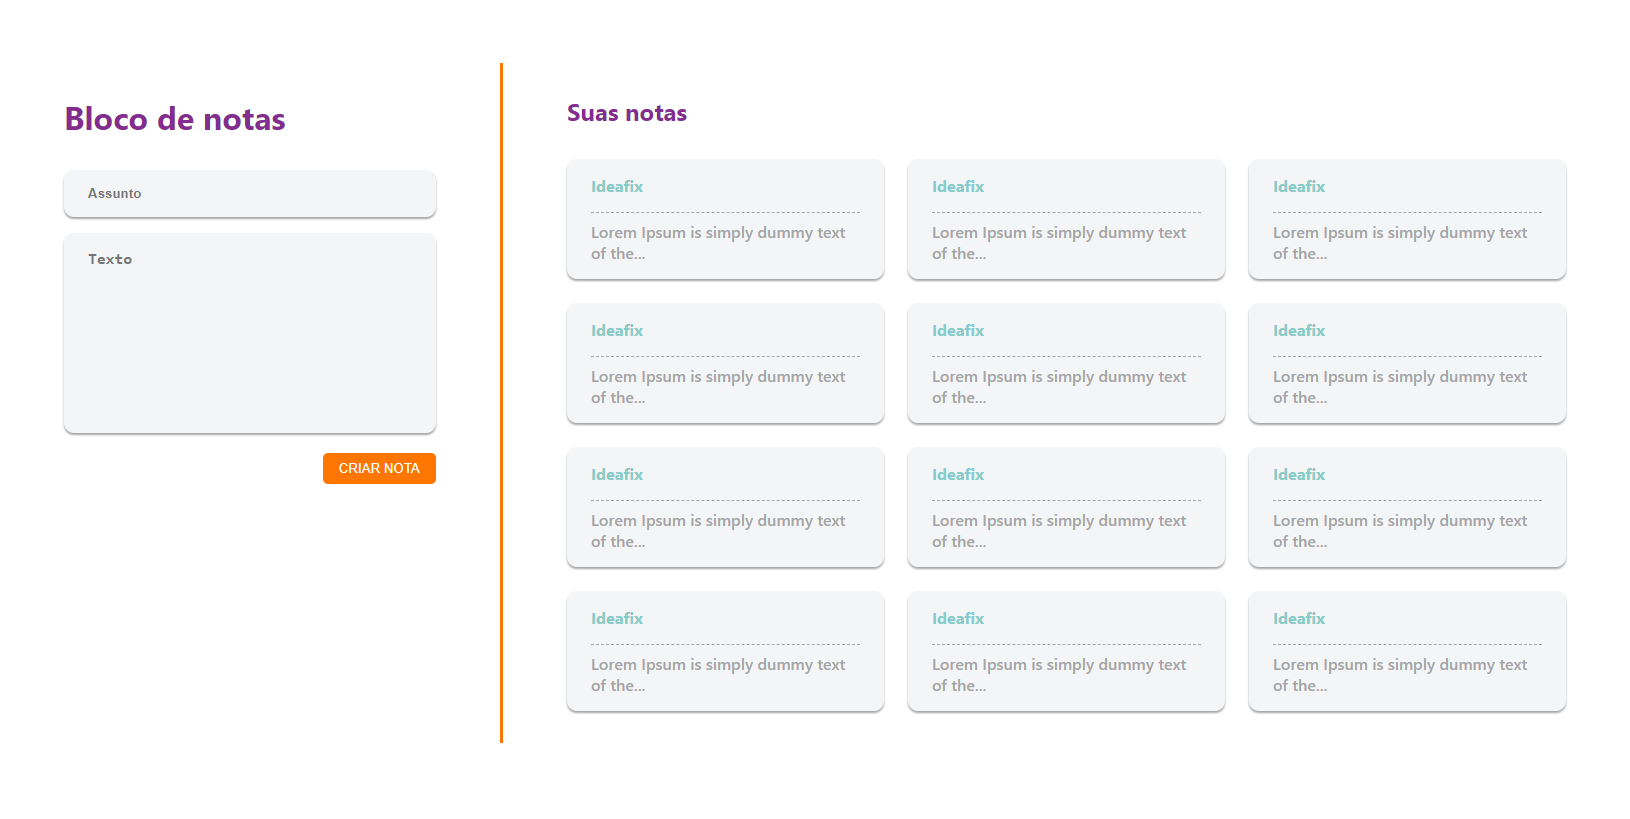 Bloco de notas
Assunto
Texto
CRIAR NOTA
Suas notas
Ideafix
Lorem Ipsum is simply dummy text
of the...
Ideafix
Lorem Ipsum is simply dummy text
of the...
Ideafix
Lorem Ipsum is simply dummy text
of the...
Ideafix
Lorem Ipsum is simply dummy text
of the...
Ideafix
Lorem Ipsum is simply dummy text
of the...
Ideafix
Lorem Ipsum is simply dummy text
of the...
Ideafix
Lorem Ipsum is simply dummy text
of the...
Ideafix
Lorem Ipsum is simply dummy text
of the...
Ideafix
Lorem Ipsum is simply dummy text
of the...
Ideafix
Lorem Ipsum is simply dummy text
of the...
Ideafix
Lorem Ipsum is simply dummy text
of the...
Ideafix
Lorem Ipsum is simply dummy text
of the...